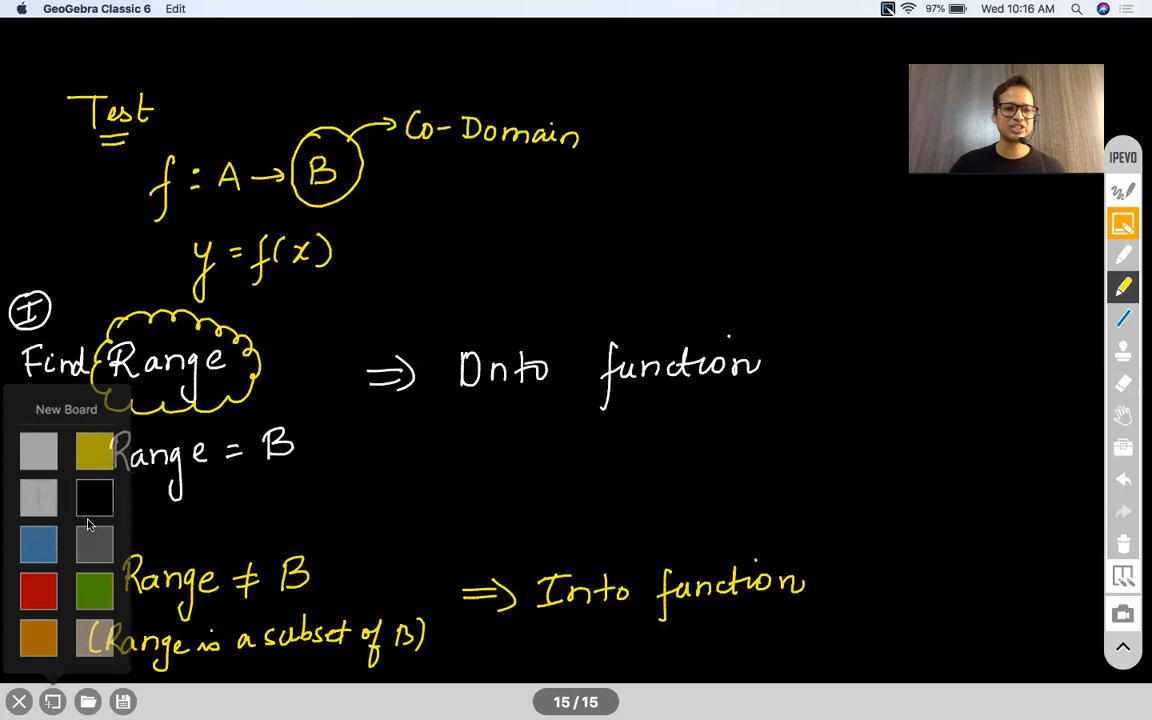 GeoGebra Classic 6 Edit 97% Wed 10:16 AM
Test
Co-Domain
f : A → B
y = f(x)
IPEVO
I
Find Range ⇒ Onto function
New Board
Range = B
Range ≠ B ⇒ Into function
(Range is a subset of B)
15 / 15